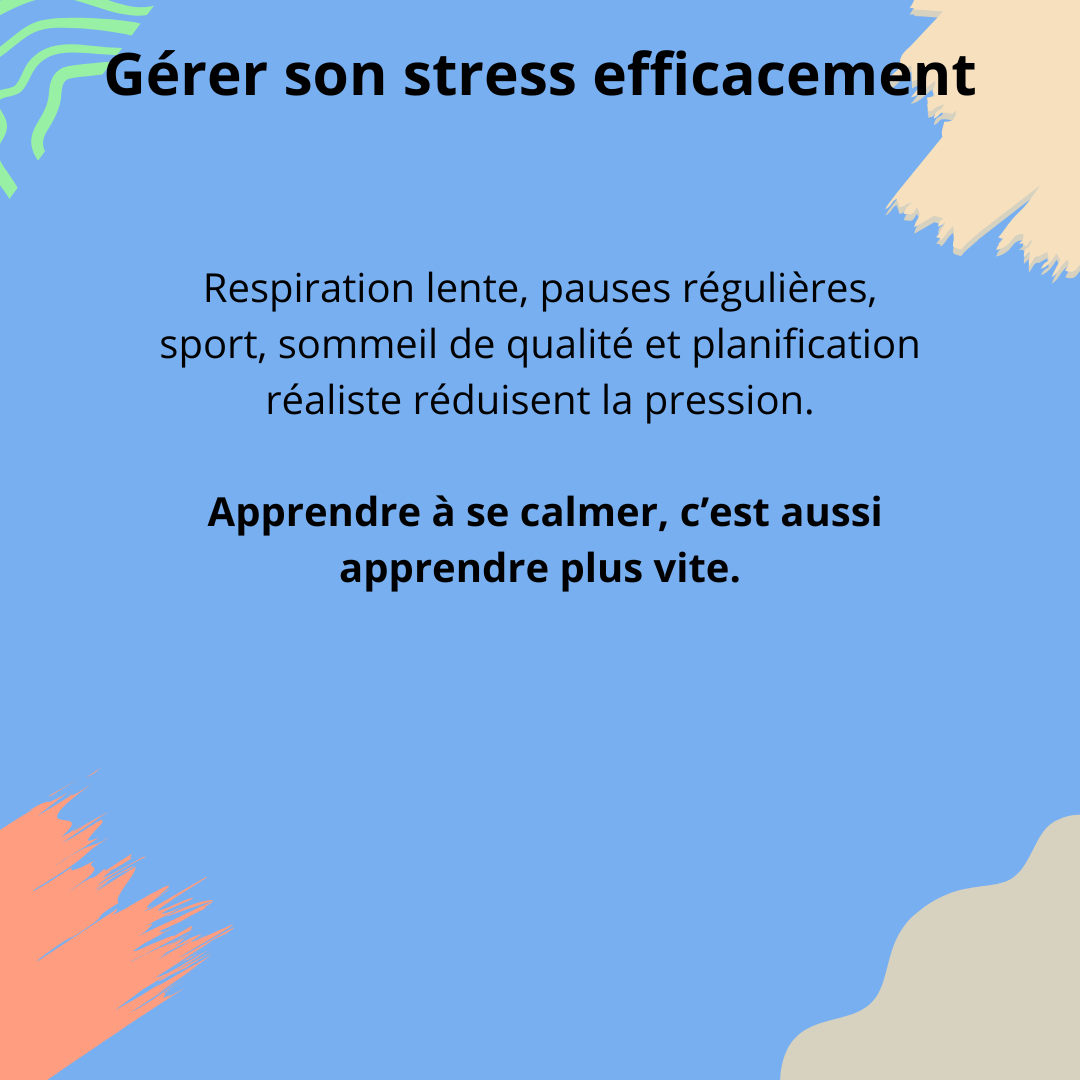 Gérer son stress efficacement
Respiration lente, pauses régulières,
sport, sommeil de qualité et planification
réaliste réduisent la pression.
Apprendre à se calmer, c’est aussi
apprendre plus vite.